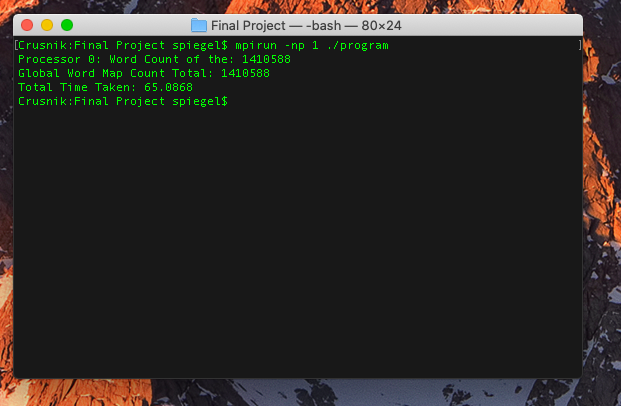 Final Project — -bash — 80×24
[Crusnik:Final Project spiegel$ mpirun -np 1 ./program ]
Processor 0: Word Count of the: 1410588
Global Word Map Count Total: 1410588
Total Time Taken: 65.0868
Crusnik:Final Project spiegel$